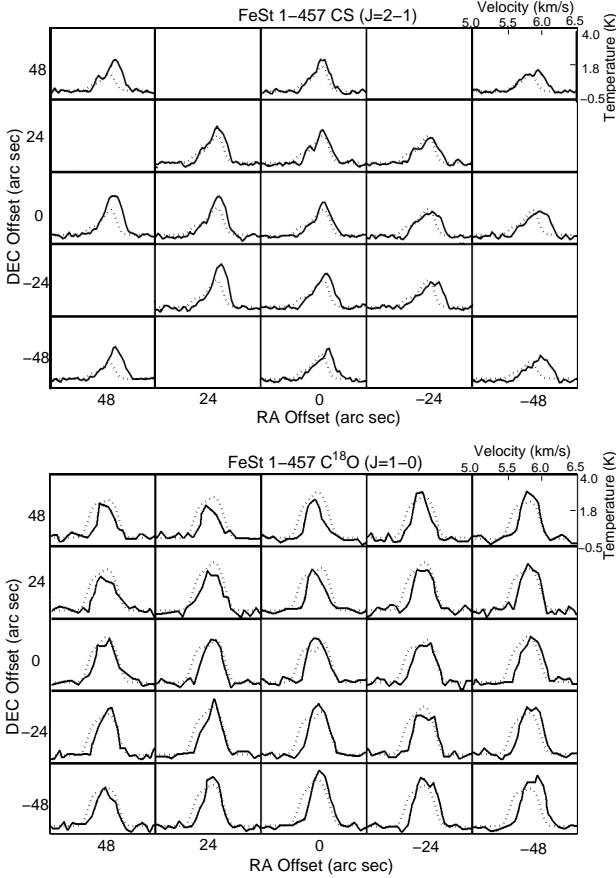 FeSt 1−457 CS (J=2−1)
Velocity (km/s)
5.0 5.5 6.0 6.5
4.0
1.8
−0.5
Temperature (K)
48
24
0
−24
−48
DEC Offset (arc sec)
48 24 0 −24 −48
RA Offset (arc sec)
FeSt 1−457 C¹⁸O (J=1−0)
Velocity (km/s)
5.0 5.5 6.0 6.5
4.0
1.8
−0.5
Temperature (K)
48
24
0
−24
−48
DEC Offset (arc sec)
48 24 0 −24 −48
RA Offset (arc sec)